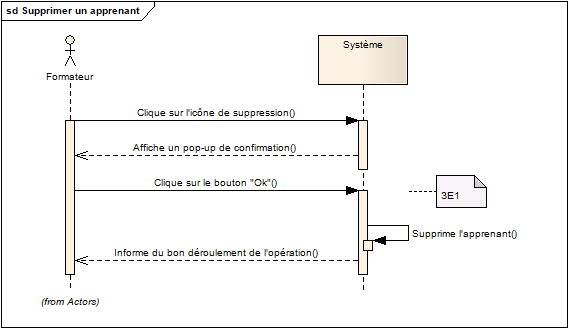 sd Supprimer un apprenant
Formateur
Système
Clique sur l'icône de suppression()
Affiche un pop-up de confirmation()
Clique sur le bouton "Ok"()
3E1
Supprime l'apprenant()
Informe du bon déroulement de l'opération()
(from Actors)